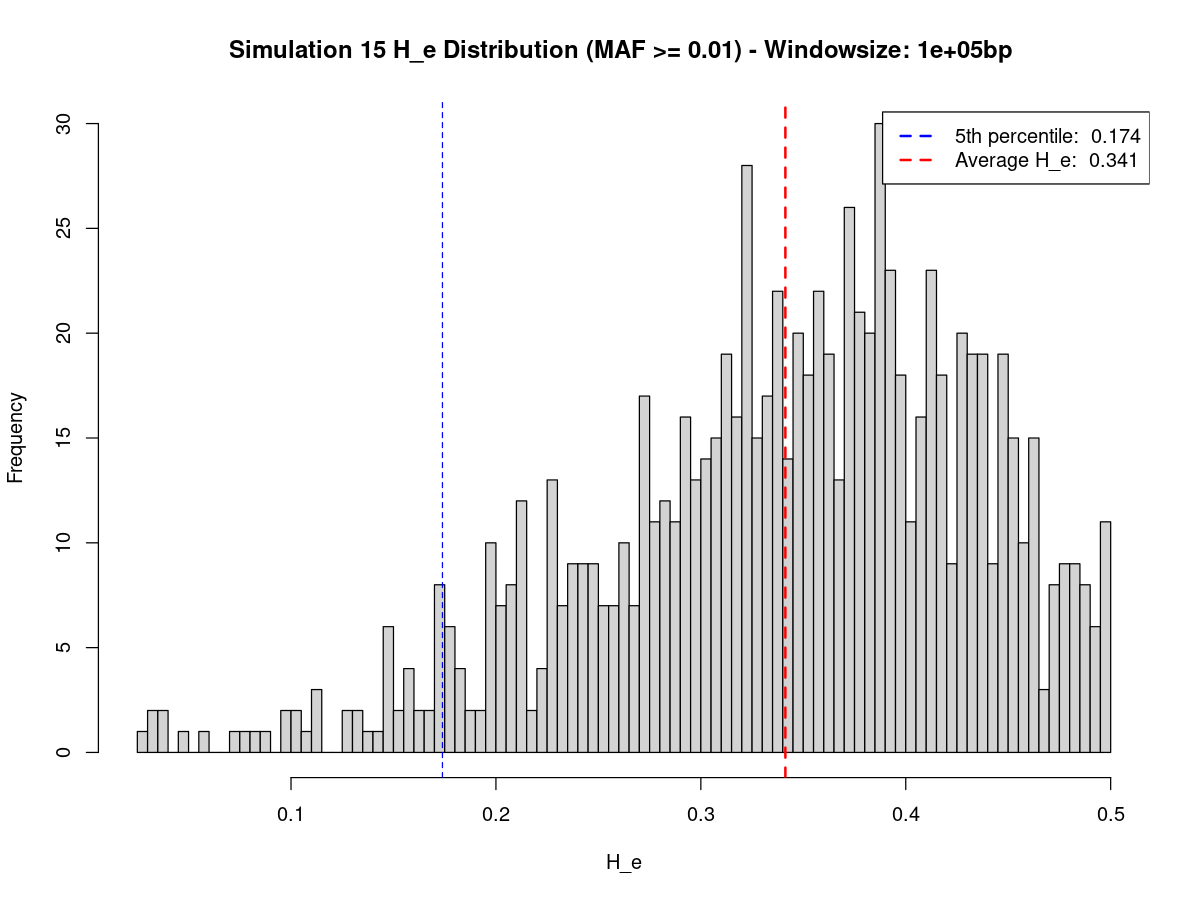 Simulation 15 H_e Distribution (MAF >= 0.01) - Windowsize: 1e+05bp
5th percentile: 0.174
Average H_e: 0.341
Frequency
30
25
20
15
10
5
0
0.1 0.2 0.3 0.4 0.5
H_e